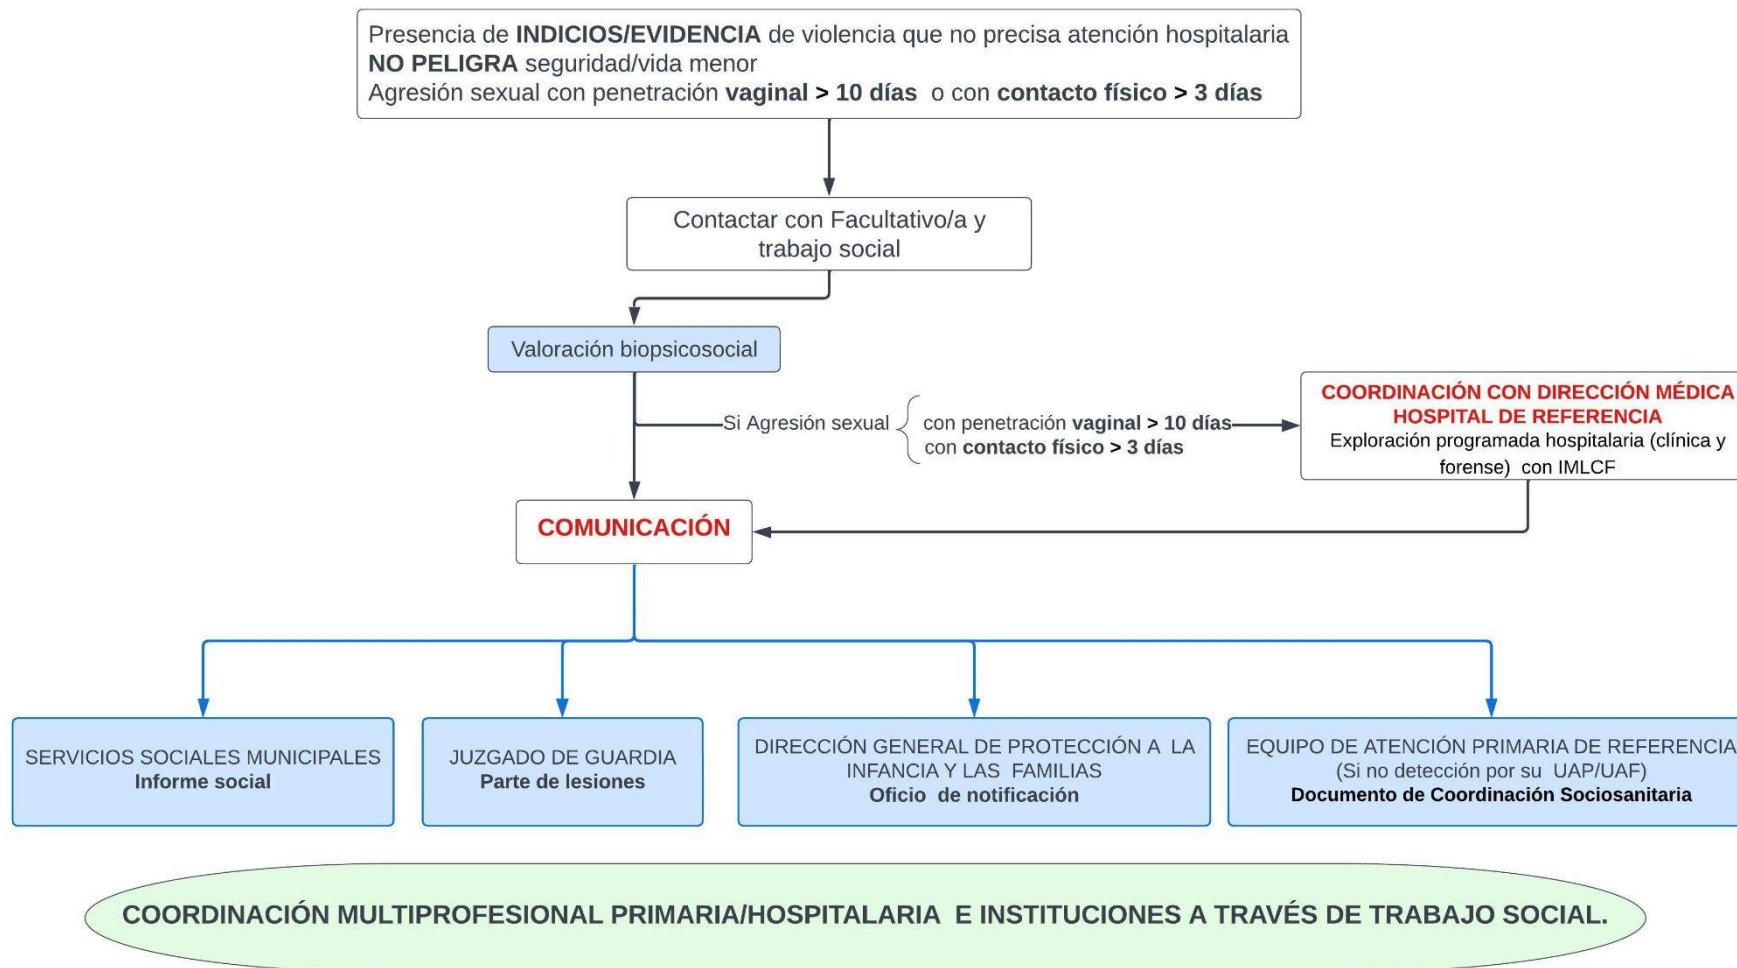 Presencia de INDICIOS/EVIDENCIA de violencia que no precisa atención hospitalaria
NO PELIGRA seguridad/vida menor
Agresión sexual con penetración vaginal > 10 días o con contacto físico > 3 días
Contactar con Facultativo/a y
trabajo social
Valoración biopsicosocial
Si Agresión sexual
con penetración vaginal > 10 días
con contacto físico > 3 días
COORDINACIÓN CON DIRECCIÓN MÉDICA
HOSPITAL DE REFERENCIA
Exploración programada hospitalaria (clínica y
forense) con IMLCF
COMUNICACIÓN
SERVICIOS SOCIALES MUNICIPALES
Informe social
JUZGADO DE GUARDIA
Parte de lesiones
DIRECCIÓN GENERAL DE PROTECCIÓN A LA
INFANCIA Y LAS FAMILIAS
Oficio de notificación
EQUIPO DE ATENCIÓN PRIMARIA DE REFERENCIA
(Si no detección por su UAP/UAF)
Documento de Coordinación Sociosanitaria
COORDINACIÓN MULTIPROFESIONAL PRIMARIA/HOSPITALARIA E INSTITUCIONES A TRAVÉS DE TRABAJO SOCIAL.